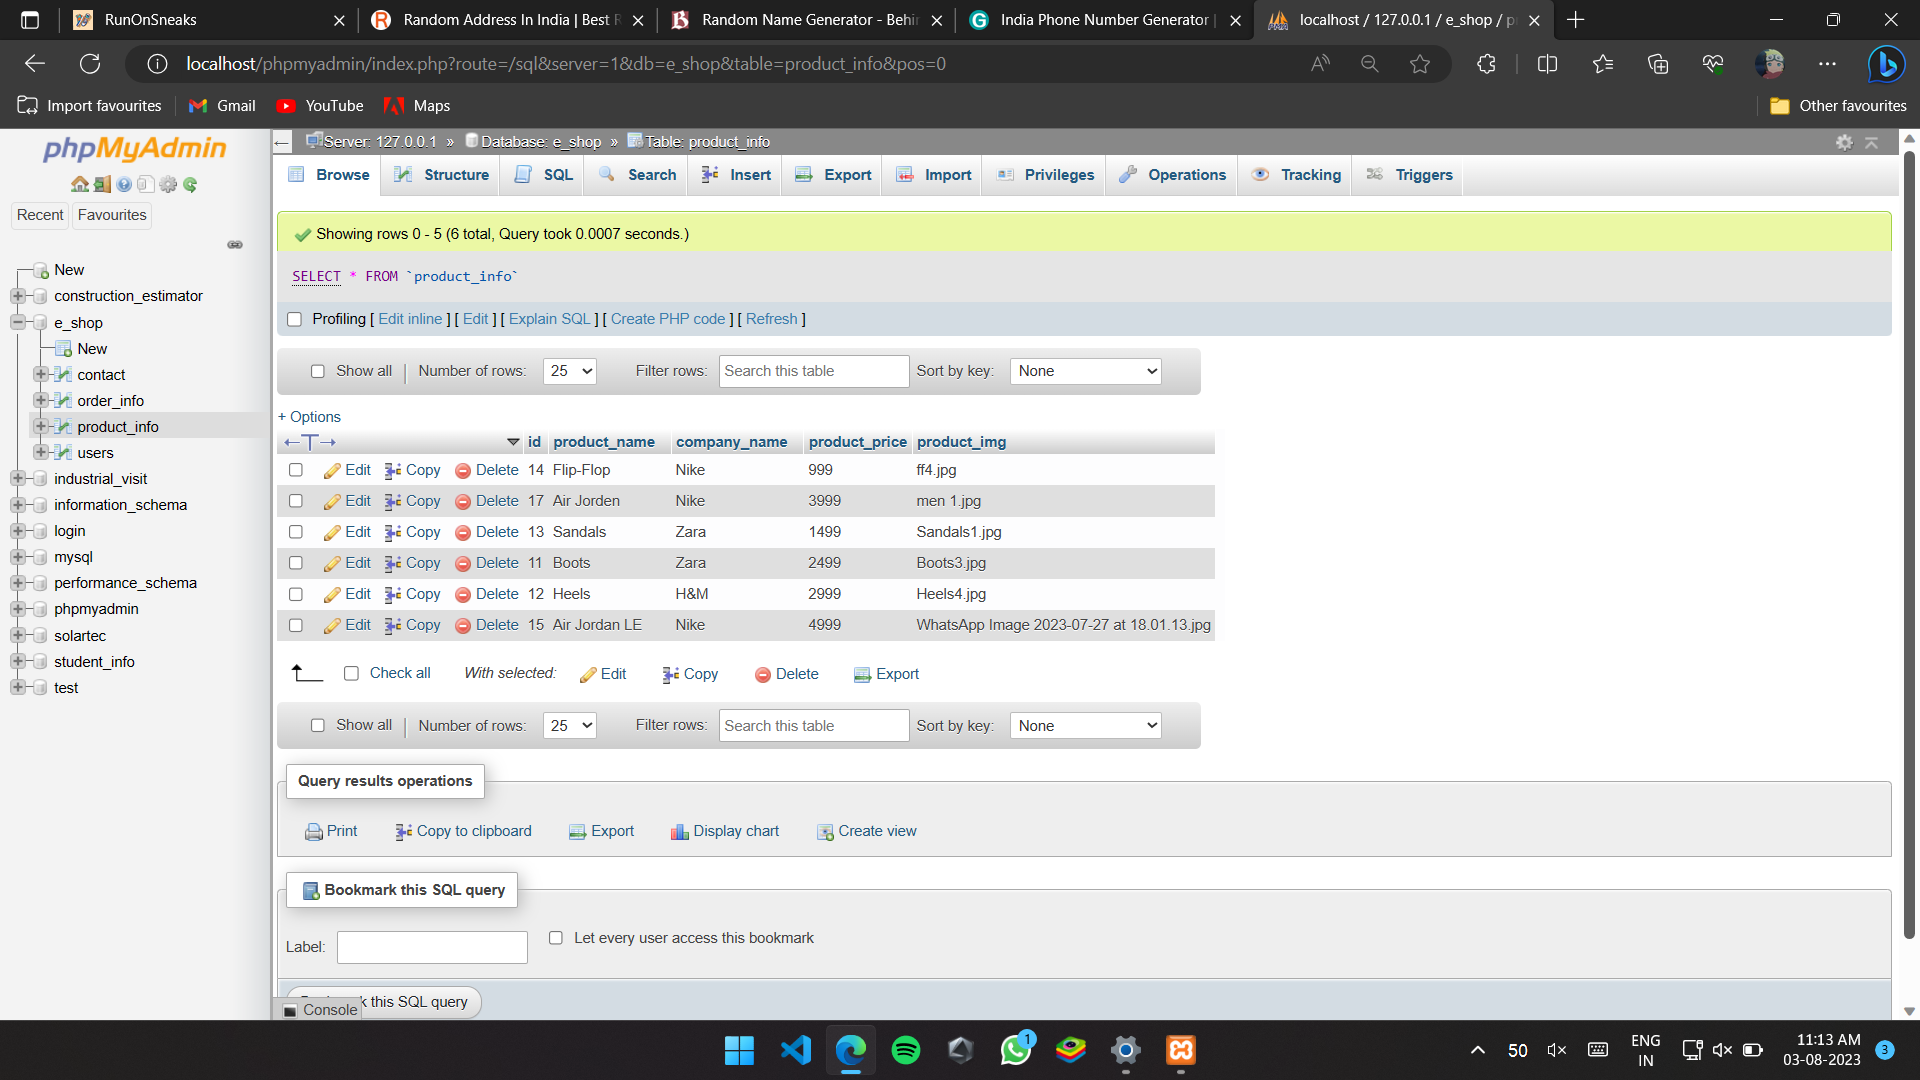 RunOnSneaks
Random Address In India | Best R
Random Name Generator - Behin
India Phone Number Generator |
localhost / 127.0.0.1 / e_shop / p
localhost/phpmyadmin/index.php?route=/sql&server=1&db=e_shop&table=product_info&pos=0
Import favourites
Gmail
YouTube
Maps
Other favourites
phpMyAdmin
Recent
Favourites
New
construction_estimator
e_shop
New
contact
order_info
product_info
users
industrial_visit
information_schema
login
mysql
performance_schema
phpmyadmin
solartec
student_info
test
Server: 127.0.0.1 » Database: e_shop » Table: product_info
Browse Structure SQL Search Insert Export Import Privileges Operations Tracking Triggers
Showing rows 0 - 5 (6 total, Query took 0.0007 seconds.)
SELECT * FROM `product_info`
Profiling [ Edit inline ] [ Edit ] [ Explain SQL ] [ Create PHP code ] [ Refresh ]
Show all | Number of rows: 25 Filter rows: Search this table Sort by key: None
+ Options
←T→ id product_name company_name product_price product_img
Edit Copy Delete 14 Flip-Flop Nike 999 ff4.jpg
Edit Copy Delete 17 Air Jorden Nike 3999 men 1.jpg
Edit Copy Delete 13 Sandals Zara 1499 Sandals1.jpg
Edit Copy Delete 11 Boots Zara 2499 Boots3.jpg
Edit Copy Delete 12 Heels H&M 2999 Heels4.jpg
Edit Copy Delete 15 Air Jordan LE Nike 4999 WhatsApp Image 2023-07-27 at 18.01.13.jpg
Check all With selected: Edit Copy Delete Export
Show all | Number of rows: 25 Filter rows: Search this table Sort by key: None
Query results operations
Print Copy to clipboard Export Display chart Create view
Bookmark this SQL query
Label:
Let every user access this bookmark
this SQL query
Console
1
50
ENG
IN
11:13 AM
03-08-2023
3